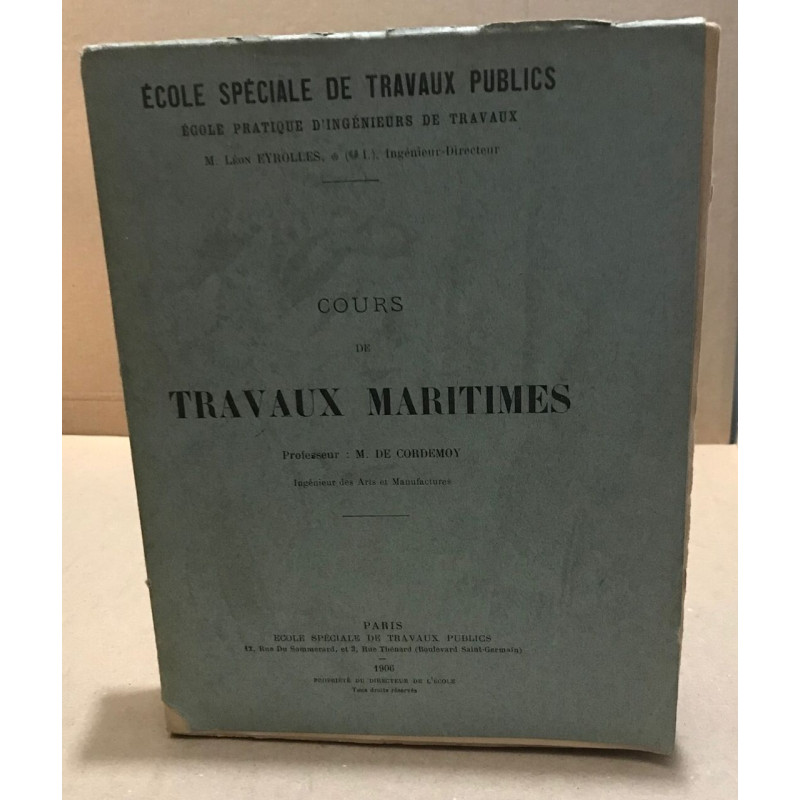 ÉCOLE SPÉCIALE DE TRAVAUX PUBLICS
ÉCOLE PRATIQUE D'INGÉNIEURS DE TRAVAUX
M. Léon EYROLLES, (I.), Ingénieur-Directeur
COURS
DE
TRAVAUX MARITIMES
Professeur : M. DE CORDEMOY
Ingénieur des Arts et Manufactures
PARIS
ÉCOLE SPÉCIALE DE TRAVAUX PUBLICS
Rue Du Sommerard, et 3, Rue Thénard (Boulevard Saint-Germain)
1906
PROPRIÉTÉ DU DIRECTEUR DE L'ÉCOLE
Tous droits réservés